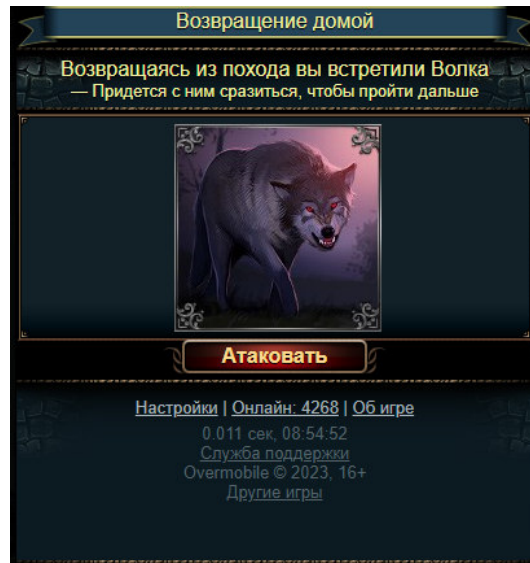 Возвращение домой
Возвращаясь из похода вы встретили Волка
— Придется с ним сразиться, чтобы пройти дальше
Атаковать
Настройки | Онлайн: 4268 | Об игре
0.011 сек, 08:54:52
Служба поддержки
Overmobile © 2023, 16+
Другие игры